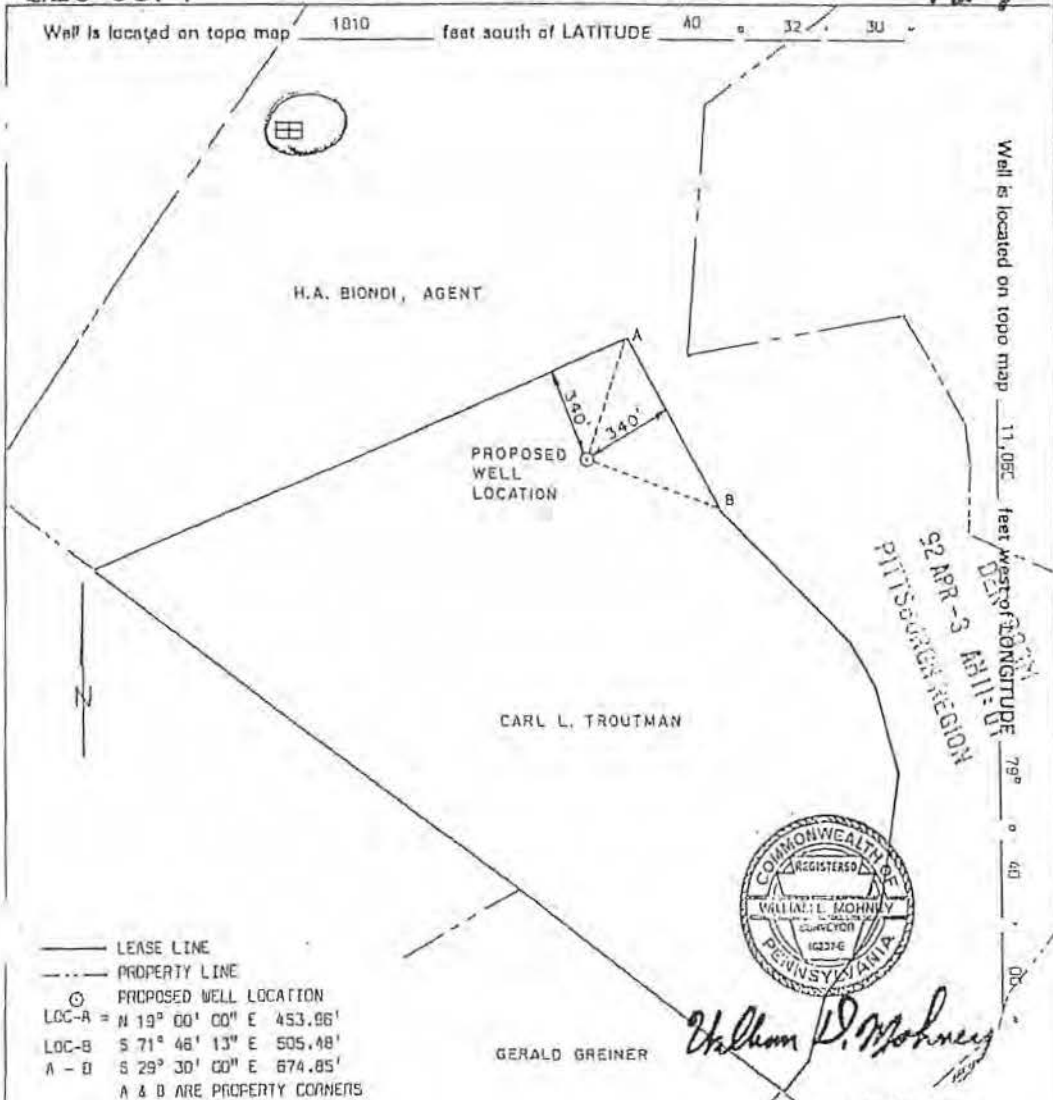 Well is located on topo map 1810 feet south of LATITUDE 40 ° 32 ' 30 "
Well is located on topo map 11,050 feet west of LONGITUDE 79° ° 40 ' 00 "
H.A. BIONDI, AGENT
A
340'
340'
PROPOSED
WELL
LOCATION
B
92 APR -3 AM 11:
PITTSBURGH REGION
N
CARL L. TROUTMAN
COMMONWEALTH OF
REGISTERED
WILLIAM L. MOHNEY
SURVEYOR
PENNSYLVANIA
LEASE LINE
PROPERTY LINE
PROPOSED WELL LOCATION
LOC-A = N 19° 00' 00" E 453.96'
LOC-B S 71° 46' 13" E 505.48'
A - B S 29° 30' 00" E 674.85'
A & B ARE PROPERTY CORNERS
GERALD GREINER
William D. Mohney